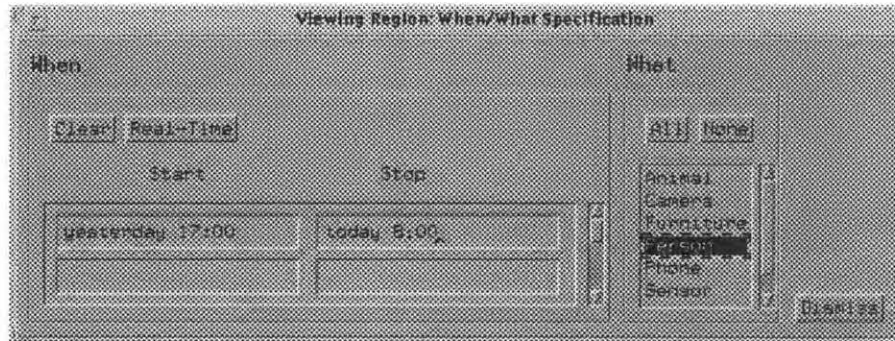 Viewing Region: When/What Specification
When
What
Clear Real-Time
All None
Start Stop
yesterday 17:00 today 8:00
Animal
Camera
Furniture
Person
Phone
Sensor
Dismiss